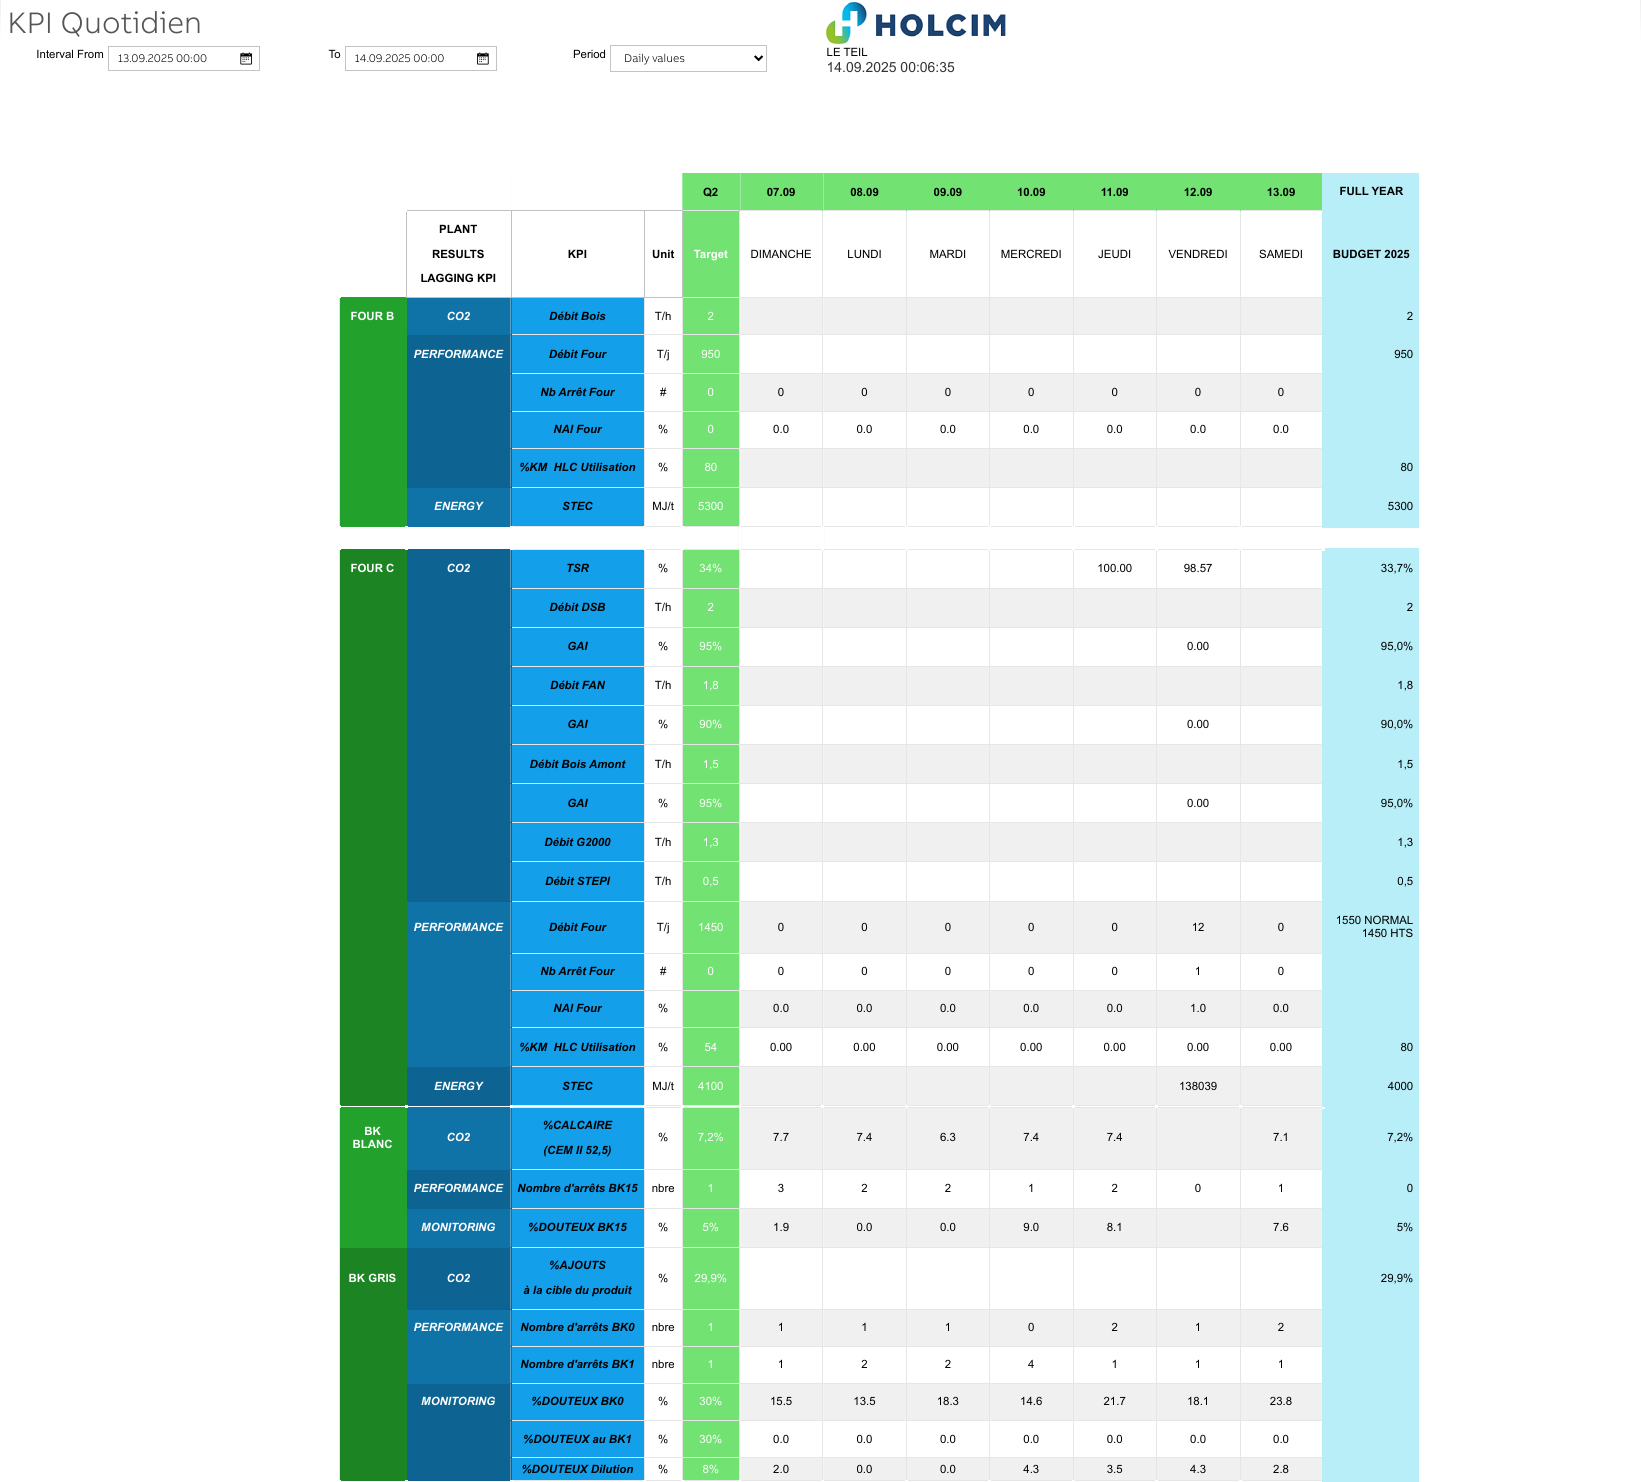 KPI Quotidien
HOLCIM
Interval From 13.09.2025 00:00 To 14.09.2025 00:00 Period Daily values
LE TEIL
14.09.2025 00:06:35
Q2 07.09 08.09 09.09 10.09 11.09 12.09 13.09 FULL YEAR
PLANT
RESULTS
LAGGING KPI
KPI Unit Target DIMANCHE LUNDI MARDI MERCREDI JEUDI VENDREDI SAMEDI BUDGET 2025
FOUR B CO2 Débit Bois T/h 2 2
PERFORMANCE Débit Four T/j 950 950
Nb Arrêt Four # 0 0 0 0 0 0 0 0
NAI Four % 0 0.0 0.0 0.0 0.0 0.0 0.0 0.0
%KM HLC Utilisation % 80 80
ENERGY STEC MJ/t 5300 5300
FOUR C CO2 TSR % 34% 100.00 98.57 33,7%
Débit DSB T/h 2 2
GAI % 95% 0.00 95,0%
Débit FAN T/h 1,8 1,8
GAI % 90% 0.00 90,0%
Débit Bois Amont T/h 1,5 1,5
GAI % 95% 0.00 95,0%
Débit G2000 T/h 1,3 1,3
Débit STEPI T/h 0,5 0,5
PERFORMANCE Débit Four T/j 1450 0 0 0 0 0 12 0 1550 NORMAL
1450 HTS
Nb Arrêt Four # 0 0 0 0 0 0 1 0
NAI Four % 0.0 0.0 0.0 0.0 0.0 1.0 0.0
%KM HLC Utilisation % 54 0.00 0.00 0.00 0.00 0.00 0.00 0.00 80
ENERGY STEC MJ/t 4100 138039 4000
BK
BLANC
CO2 %CALCAIRE
(CEM II 52,5)
% 7,2% 7.7 7.4 6.3 7.4 7.4 7.1 7,2%
PERFORMANCE Nombre d'arrêts BK15 nbre 1 3 2 2 1 2 0 1 0
MONITORING %DOUTEUX BK15 % 5% 1.9 0.0 0.0 9.0 8.1 7.6 5%
BK GRIS CO2 %AJOUTS
à la cible du produit
% 29,9% 29,9%
PERFORMANCE Nombre d'arrêts BK0 nbre 1 1 1 1 0 2 1 2
Nombre d'arrêts BK1 nbre 1 1 2 2 4 1 1 1
MONITORING %DOUTEUX BK0 % 30% 15.5 13.5 18.3 14.6 21.7 18.1 23.8
%DOUTEUX au BK1 % 30% 0.0 0.0 0.0 0.0 0.0 0.0 0.0
%DOUTEUX Dilution % 8% 2.0 0.0 0.0 4.3 3.5 4.3 2.8